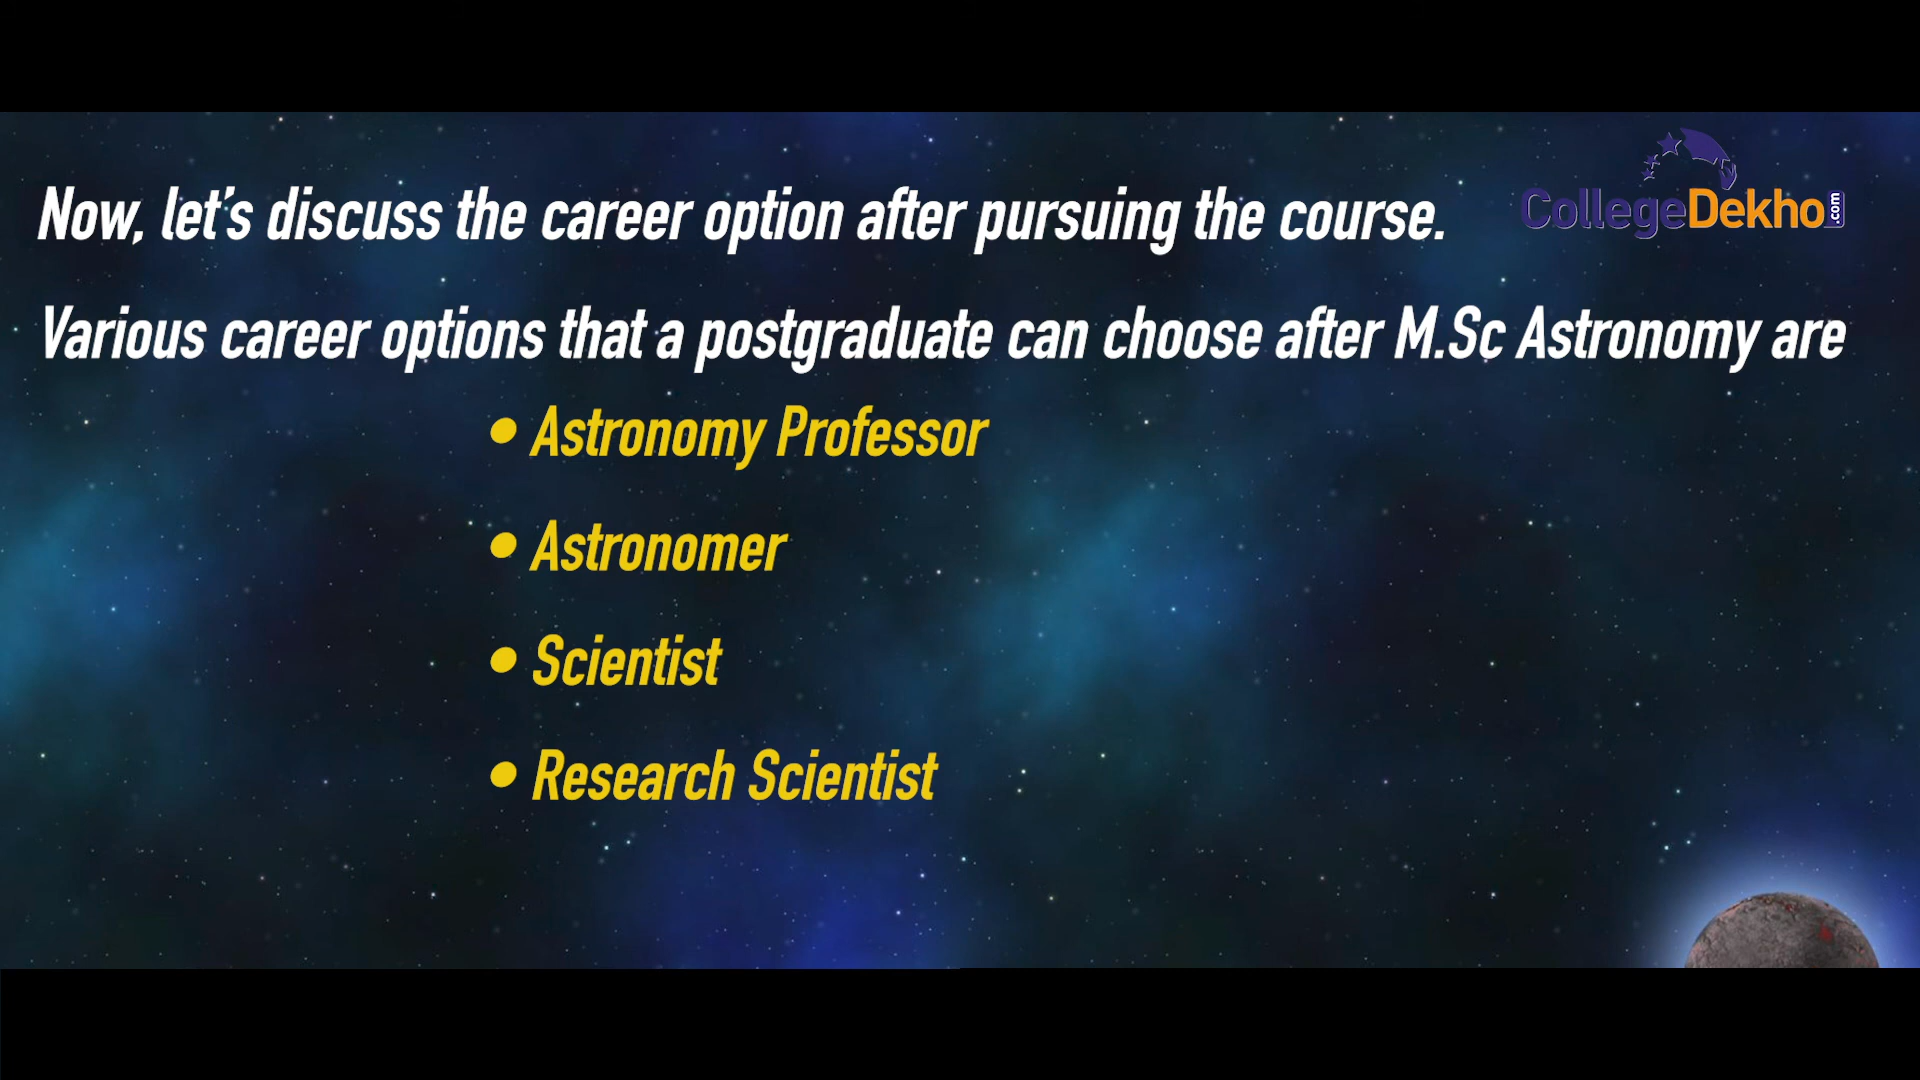 CollegeDekho.com
Now, let's discuss the career option after pursuing the course.
Various career options that a postgraduate can choose after M.Sc Astronomy are
• Astronomy Professor
• Astronomer
• Scientist
• Research Scientist